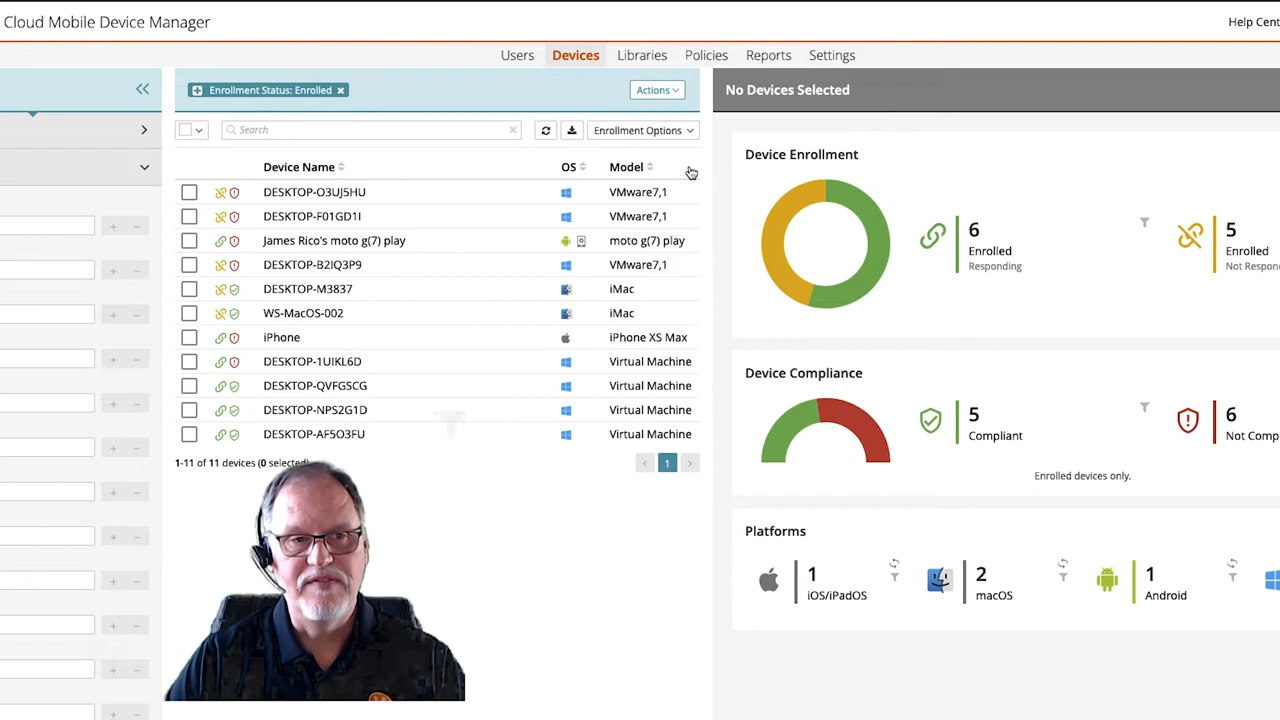 Cloud Mobile Device Manager
Help Cent
Users Devices Libraries Policies Reports Settings
Enrollment Status: Enrolled
Actions
No Devices Selected
Search
Enrollment Options
Device Name OS Model
DESKTOP-O3UJ5HU VMware7,1
DESKTOP-F01GD1I VMware7,1
James Rico's moto g(7) play moto g(7) play
DESKTOP-B2IQ3P9 VMware7,1
DESKTOP-M3837 iMac
WS-MacOS-002 iMac
iPhone iPhone XS Max
DESKTOP-1UIKL6D Virtual Machine
DESKTOP-QVFGSCG Virtual Machine
DESKTOP-NPS2G1D Virtual Machine
DESKTOP-AF5O3FU Virtual Machine
1-11 of 11 devices (0 selected)
1
Device Enrollment
6
Enrolled
Responding
5
Enrolled
Not Respon
Device Compliance
5
Compliant
6
Not Comp
Enrolled devices only.
Platforms
1
iOS/iPadOS
2
macOS
1
Android